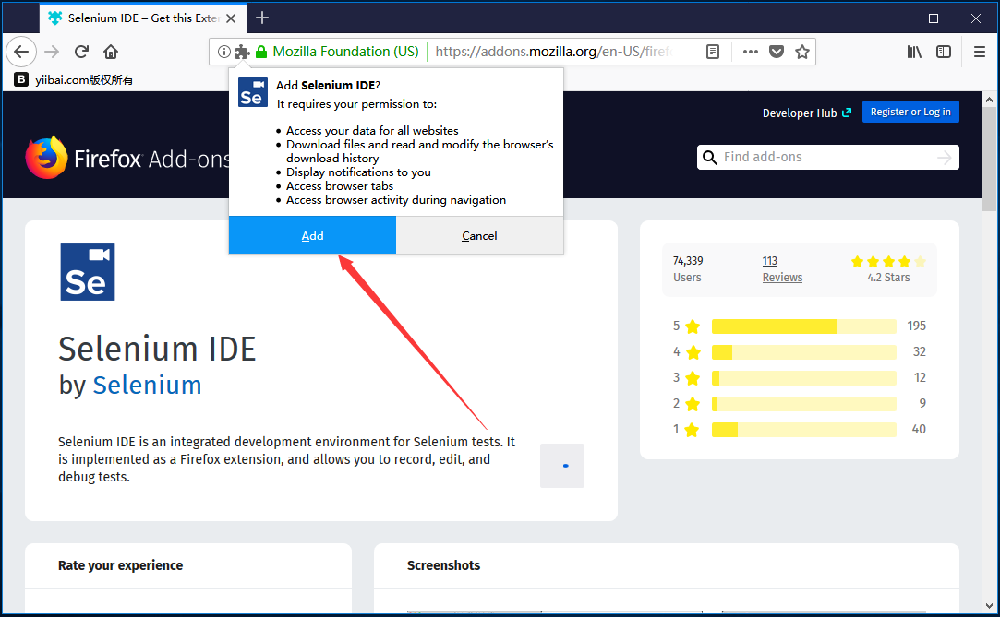 Selenium IDE – Get this Exte
Mozilla Foundation (US)
https://addons.mozilla.org/en-US/firef
B
yiibai.com版权所有
Se
Add Selenium IDE?
It requires your permission to:
• Access your data for all websites
• Download files and read and modify the browser's
download history
• Display notifications to you
• Access browser tabs
• Access browser activity during navigation
Add
Cancel
Developer Hub
Register or Log in
Firefox Add-ons
Find add-ons
Se
Selenium IDE
by Selenium
Selenium IDE is an integrated development environment for Selenium tests. It
is implemented as a Firefox extension, and allows you to record, edit, and
debug tests.
74,339
Users
113
Reviews
4.2 Stars
5 195
4 32
3 12
2 9
1 40
Rate your experience
Screenshots